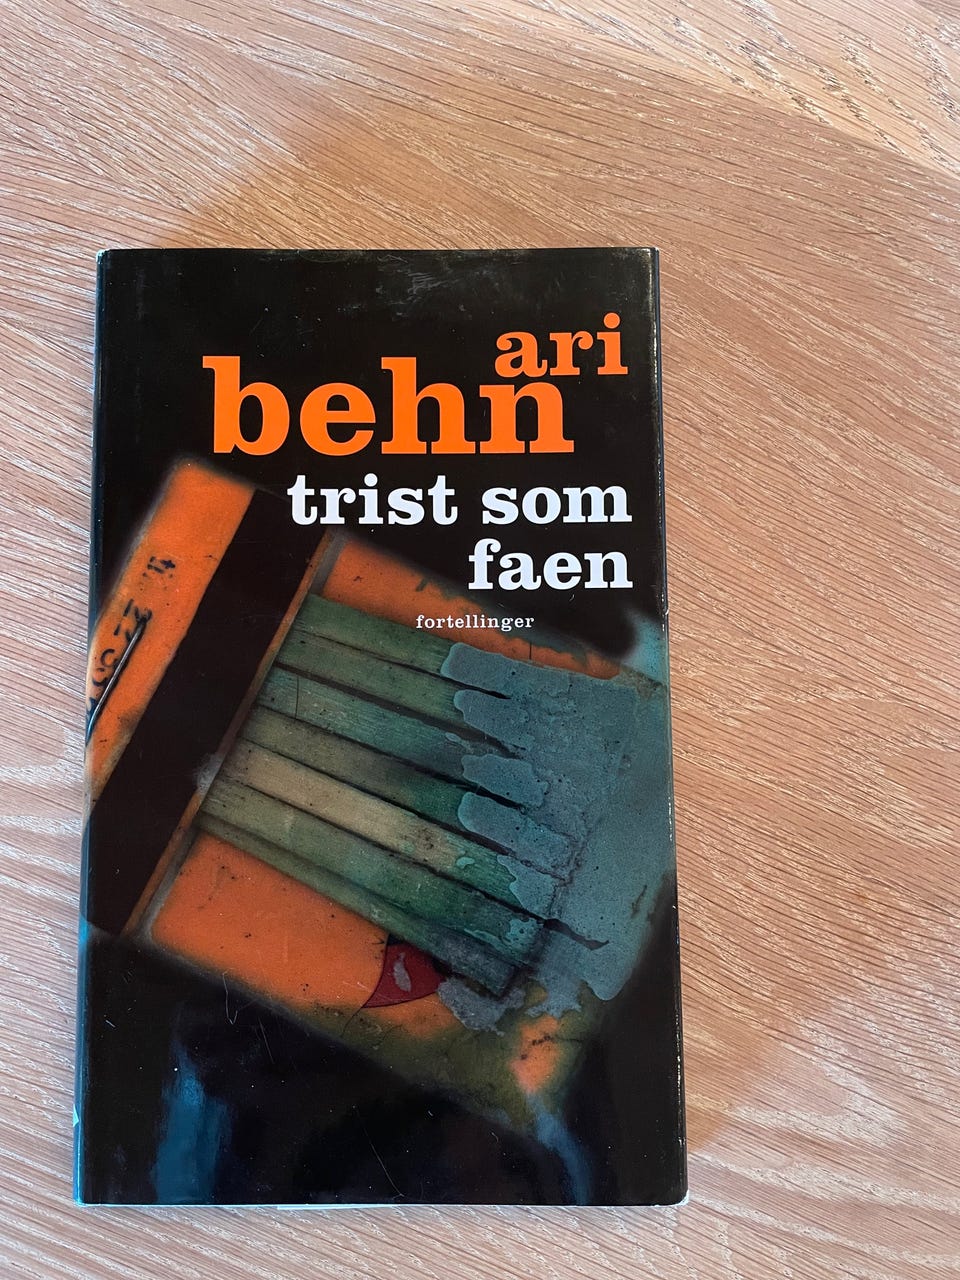 ari
behn
trist som
faen
fortellinger